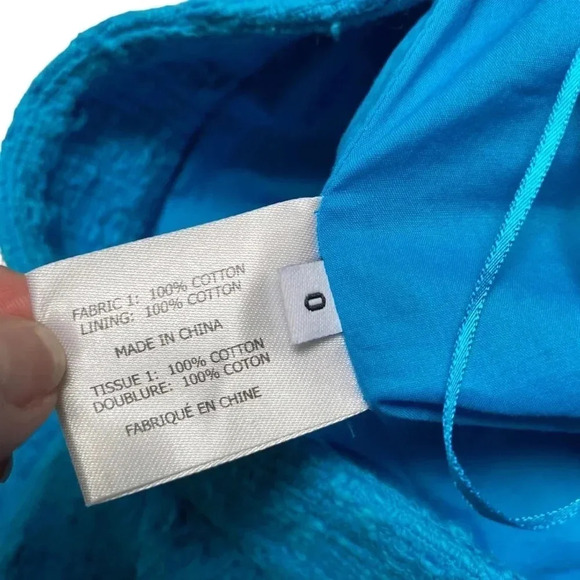 FABRIC 1: 100% COTTON
LINING: 100% COTTON
MADE IN CHINA
TISSUE 1: 100% COTTON
DOUBLURE: 100% COTON
FABRIQUÉ EN CHINE
0